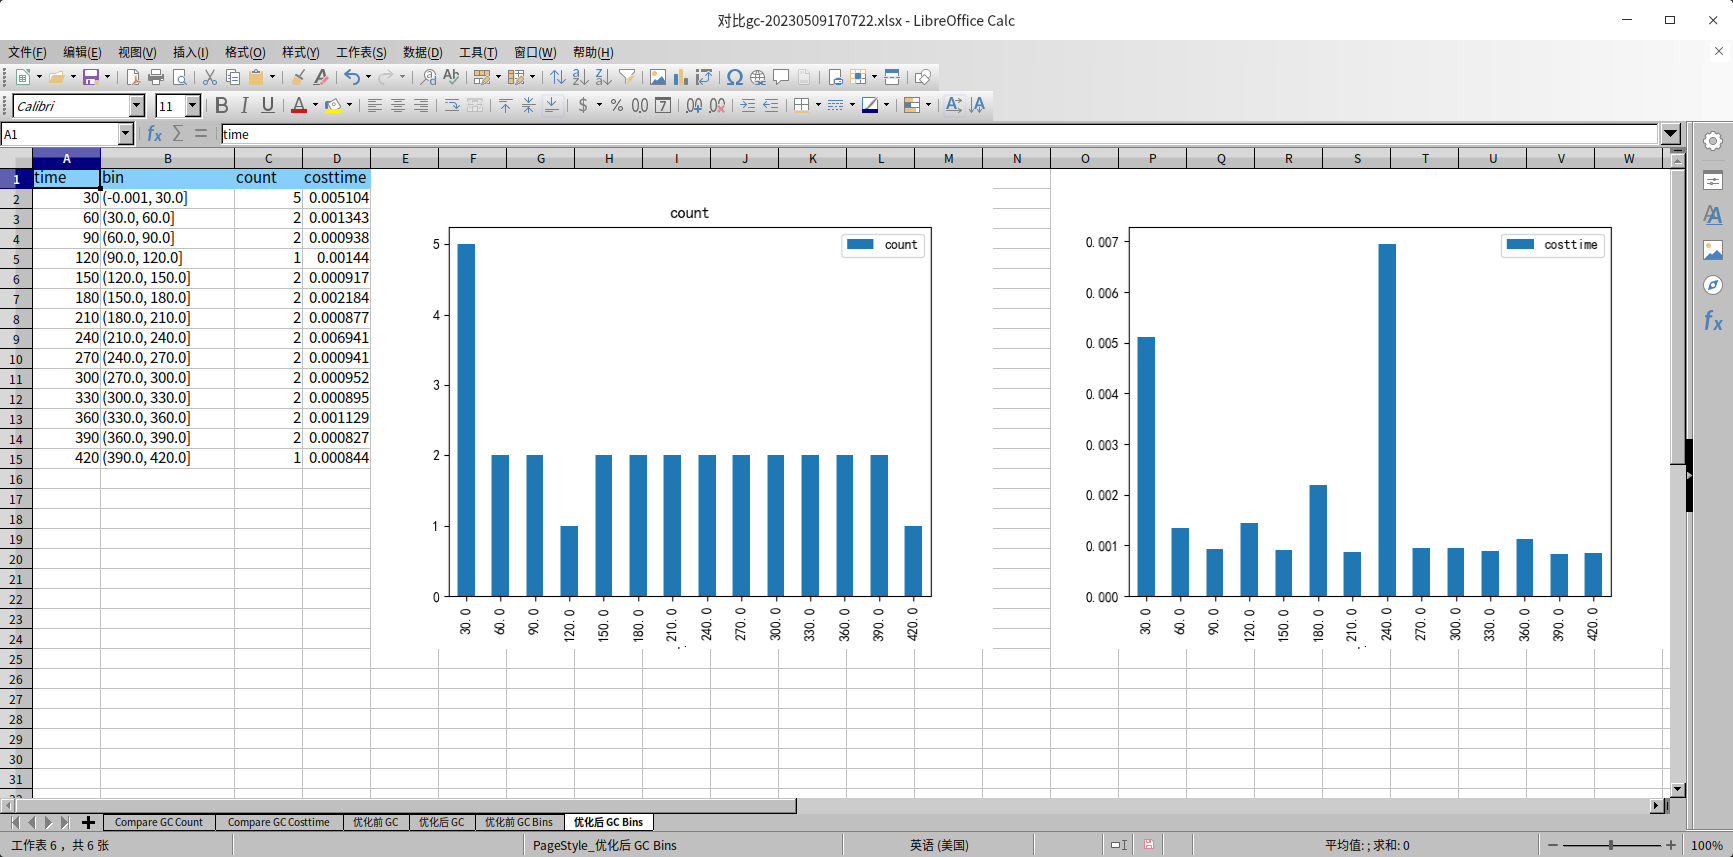 对比gc-20230509170722.xlsx - LibreOffice Calc
文件(F) 编辑(E) 视图(V) 插入(I) 格式(O) 样式(Y) 工作表(S) 数据(D) 工具(T) 窗口(W) 帮助(H)
Calibri 11
A1 time
A B C D E F G H I J K L M N O P Q R S T U V W
1 time bin count costtime
2 30 (-0.001, 30.0] 5 0.005104
3 60 (30.0, 60.0] 2 0.001343
4 90 (60.0, 90.0] 2 0.000938
5 120 (90.0, 120.0] 1 0.00144
6 150 (120.0, 150.0] 2 0.000917
7 180 (150.0, 180.0] 2 0.002184
8 210 (180.0, 210.0] 2 0.000877
9 240 (210.0, 240.0] 2 0.006941
10 270 (240.0, 270.0] 2 0.000941
11 300 (270.0, 300.0] 2 0.000952
12 330 (300.0, 330.0] 2 0.000895
13 360 (330.0, 360.0] 2 0.001129
14 390 (360.0, 390.0] 2 0.000827
15 420 (390.0, 420.0] 1 0.000844
16
17
18
19
20
21
22
23
24
25
26
27
28
29
30
31
count
count
5
4
3
2
1
0
30.0 60.0 90.0 120.0 150.0 180.0 210.0 240.0 270.0 300.0 330.0 360.0 390.0 420.0
costtime
0.007
0.006
0.005
0.004
0.003
0.002
0.001
0.000
30.0 60.0 90.0 120.0 150.0 180.0 210.0 240.0 270.0 300.0 330.0 360.0 390.0 420.0
Compare GC Count Compare GC Costtime 优化前 GC 优化后 GC 优化前 GC Bins 优化后 GC Bins
工作表 6，共 6 张 PageStyle_优化后 GC Bins 英语 (美国) 平均值: ; 求和: 0 100%